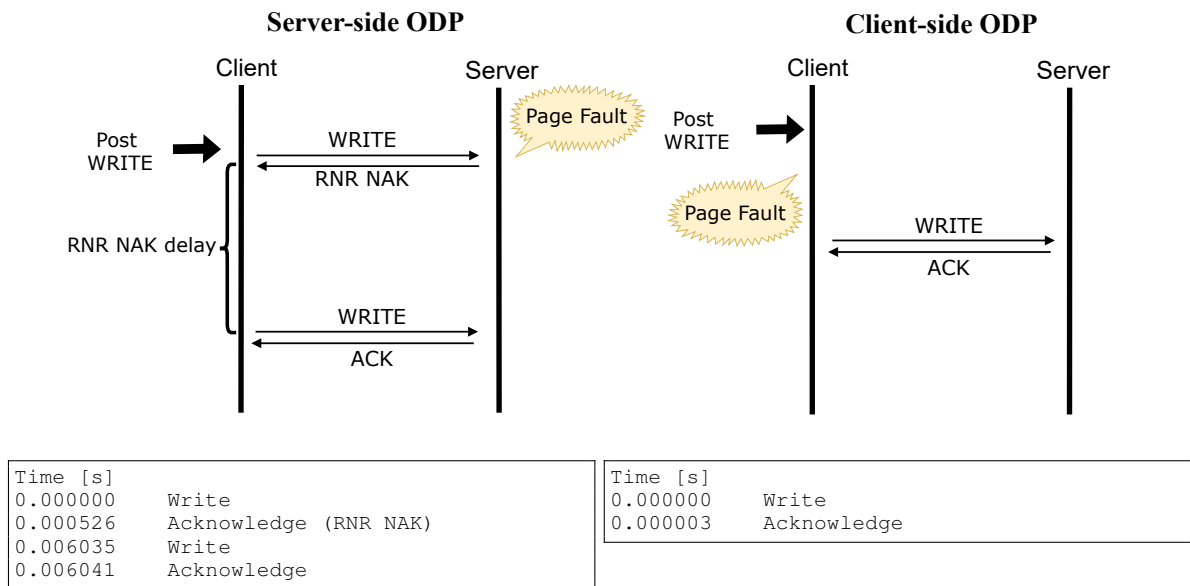 Server-side ODP
Client
Server
Page Fault
Post
WRITE
WRITE
RNR NAK
RNR NAK delay
WRITE
ACK
Time [s]
0.000000 Write
0.000526 Acknowledge (RNR NAK)
0.006035 Write
0.006041 Acknowledge
Client-side ODP
Client
Server
Post
WRITE
Page Fault
WRITE
ACK
Time [s]
0.000000 Write
0.000003 Acknowledge